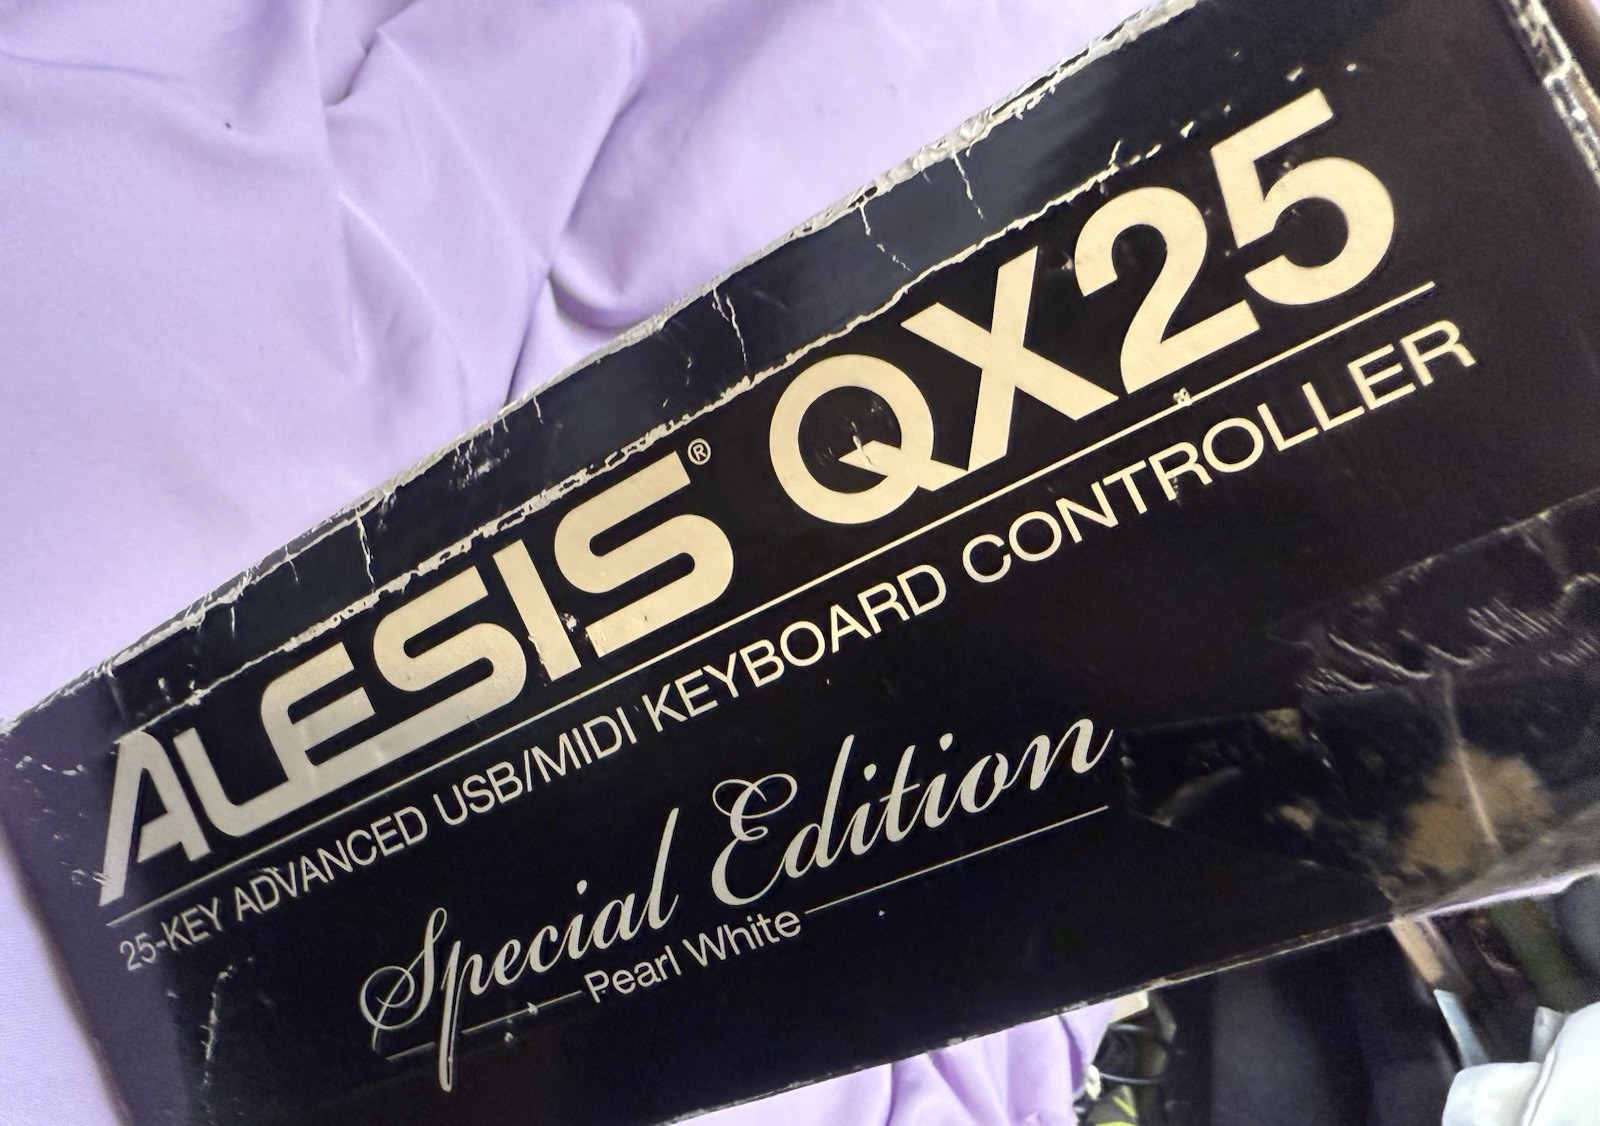 ALESIS® QX25
25-KEY ADVANCED USB/MIDI KEYBOARD CONTROLLER
Special Edition
Pearl White